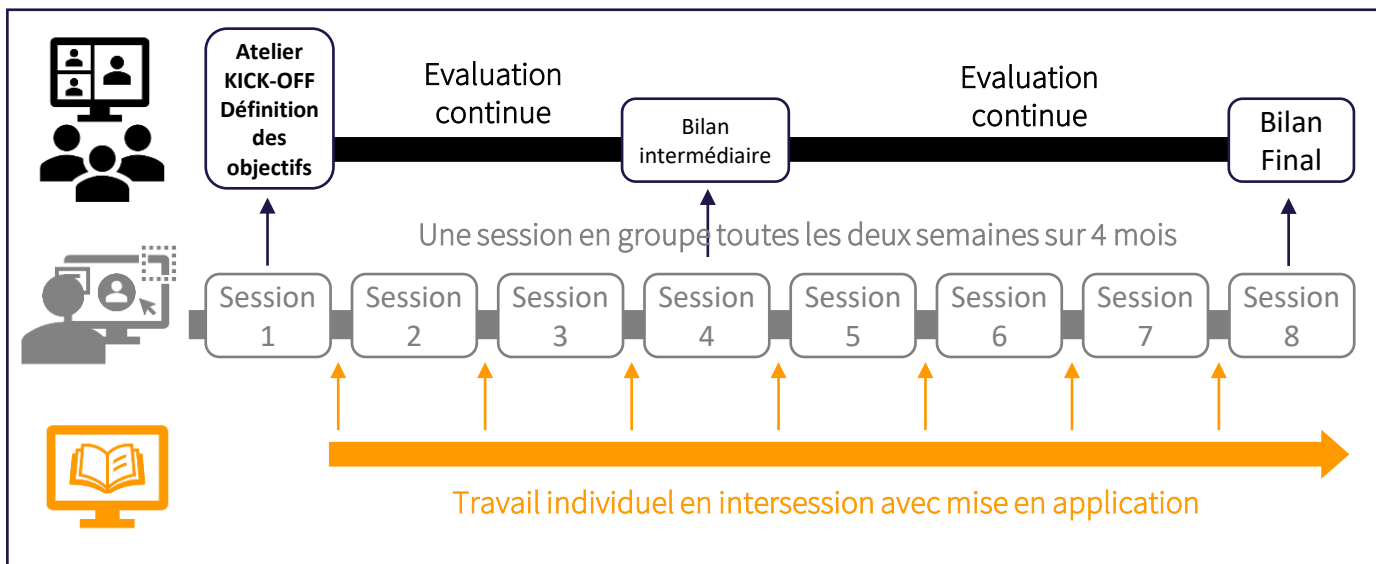 Atelier
KICK-OFF
Définition
des
objectifs
Evaluation
continue
Bilan
intermédiaire
Evaluation
continue
Bilan
Final
Une session en groupe toutes les deux semaines sur 4 mois
Session
1
Session
2
Session
3
Session
4
Session
5
Session
6
Session
7
Session
8
Travail individuel en intersession avec mise en application